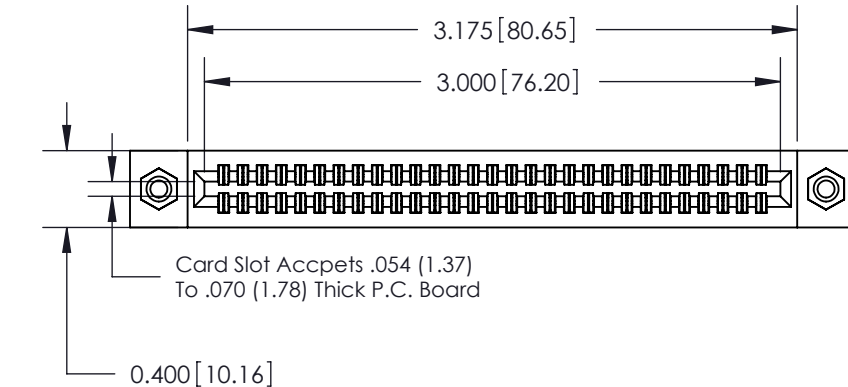 3.175[80.65]
3.000[76.20]
Card Slot Accpets .054 (1.37)
To .070 (1.78) Thick P.C. Board
0.400[10.16]